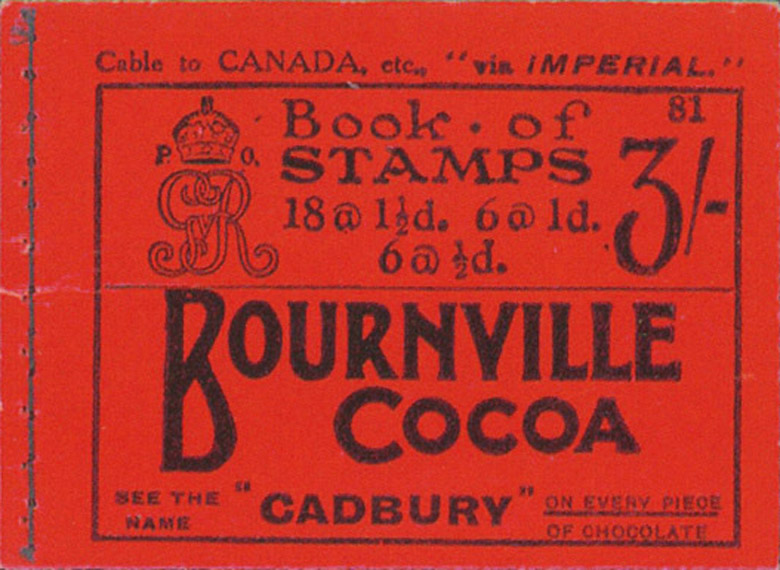 Cable to CANADA, etc., "via IMPERIAL."
81
Book · of
STAMPS
P. O.
GR
3/-
18 @ 1½d. 6 @ 1d.
6 @ ½d.
BOURNVILLE
COCOA
SEE THE NAME "CADBURY" ON EVERY PIECE OF CHOCOLATE